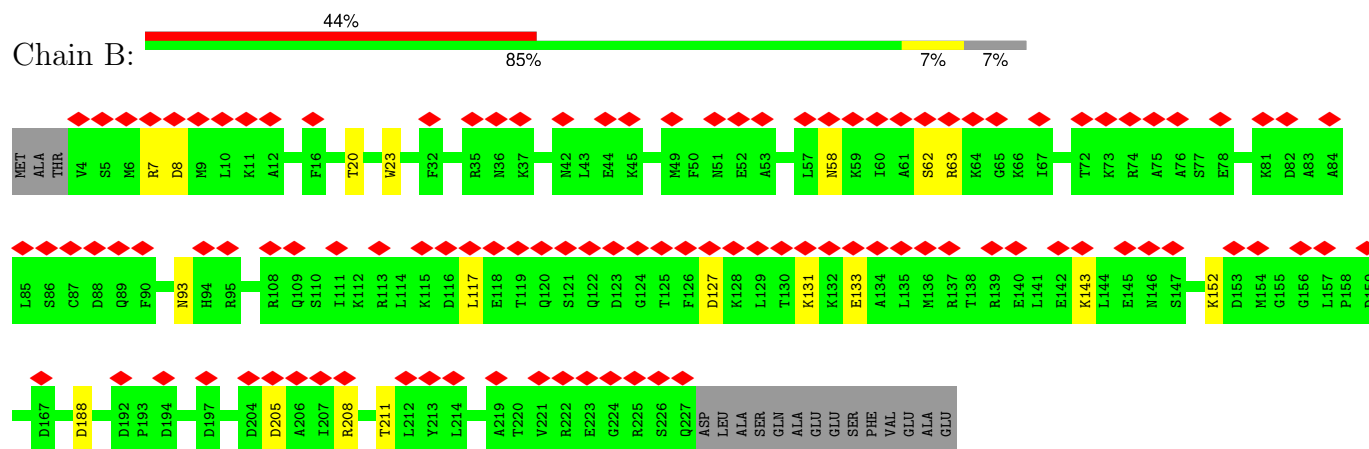 44%
Chain B:
85% 7% 7%
MET ALA THR V4 S5 M6 R7 D8 M9 L10 K11 A12 F16 T20 W23 F32 R35 N36 K37 N42 L43 E44 K45 M49 F50 N51 E52 A53 L57 N58 K59 I60 A61 S62 R63 K64 G65 K66 I67 T72 K73 R74 A75 A76 S77 E78 K81 D82 A83 A84
L85 S86 C87 D88 Q89 F90 N93 H94 R95 R108 Q109 S110 I111 K112 R113 L114 K115 D116 L117 E118 T119 Q120 S121 Q122 D123 G124 T125 F126 D127 K128 L129 T130 K131 K132 E133 A134 L135 M136 R137 T138 R139 E140 L141 E142 K143 L144 E145 N146 S147 K152 D153 M154 G155 G156 L157 P158
D167 D188 D192 P193 D194 D197 D204 D205 A206 I207 R208 T211 L212 Y213 L214 A219 T220 V221 R222 E223 G224 R225 S226 Q227 ASP LEU ALA SER GLN ALA GLU GLU SER PHE VAL GLU ALA GLU